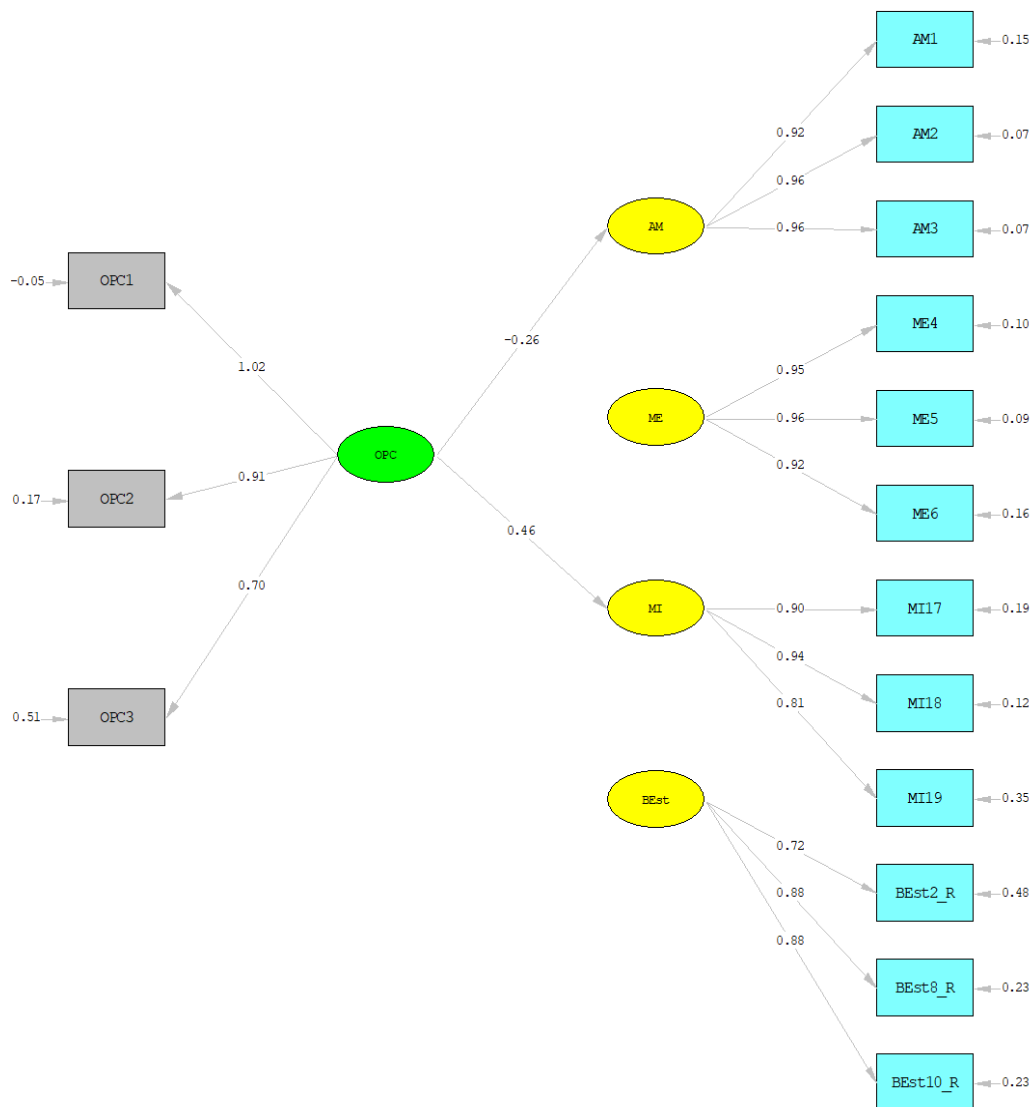 AM1
0.15
0.92
AM2
0.07
0.96
AM
0.96
AM3
0.07
-0.05
OPC1
1.02
-0.26
ME4
0.10
0.95
ME
0.96
ME5
0.09
OPC
0.92
0.91
0.17
OPC2
ME6
0.16
0.46
0.70
MI
0.90
MI17
0.19
0.94
0.81
MI18
0.12
0.51
OPC3
MI19
0.35
BEst
0.72
BEst2_R
0.48
0.88
0.88
BEst8_R
0.23
BEst10_R
0.23